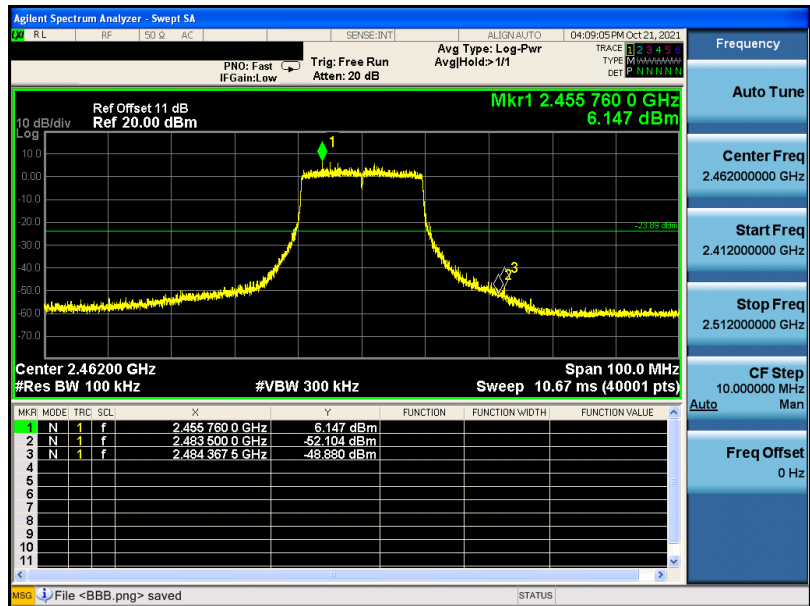 Agilent Spectrum Analyzer - Swept SA
LXI RL RF 50 Ω AC SENSE:INT ALIGN AUTO 04:09:05 PM Oct 21, 2021
PNO: Fast Trig: Free Run Avg Type: Log-Pwr TRACE 1 2 3 4 5 6
IFGain:Low Atten: 20 dB Avg|Hold:>1/1 TYPE M WWWWW
DET P N N N N N
Frequency
Auto Tune
Center Freq
2.462000000 GHz
Start Freq
2.412000000 GHz
Stop Freq
2.512000000 GHz
CF Step
10.000000 MHz
Auto Man
Freq Offset
0 Hz
Ref Offset 11 dB Mkr1 2.455 760 0 GHz
10 dB/div Ref 20.00 dBm 6.147 dBm
Log
10.0
0.00
-10.0
-20.0
-30.0
-40.0
-50.0
-60.0
-70.0
1
-23.89 dBm
2
3
Center 2.46200 GHz Span 100.0 MHz
#Res BW 100 kHz #VBW 300 kHz Sweep 10.67 ms (40001 pts)
MKR MODE TRC SCL X Y FUNCTION FUNCTION WIDTH FUNCTION VALUE
1 N 1 f 2.455 760 0 GHz 6.147 dBm
2 N 1 f 2.483 500 0 GHz -52.104 dBm
3 N 1 f 2.484 367 5 GHz -48.880 dBm
4
5
6
7
8
9
10
11
MSG File <BBB.png> saved STATUS